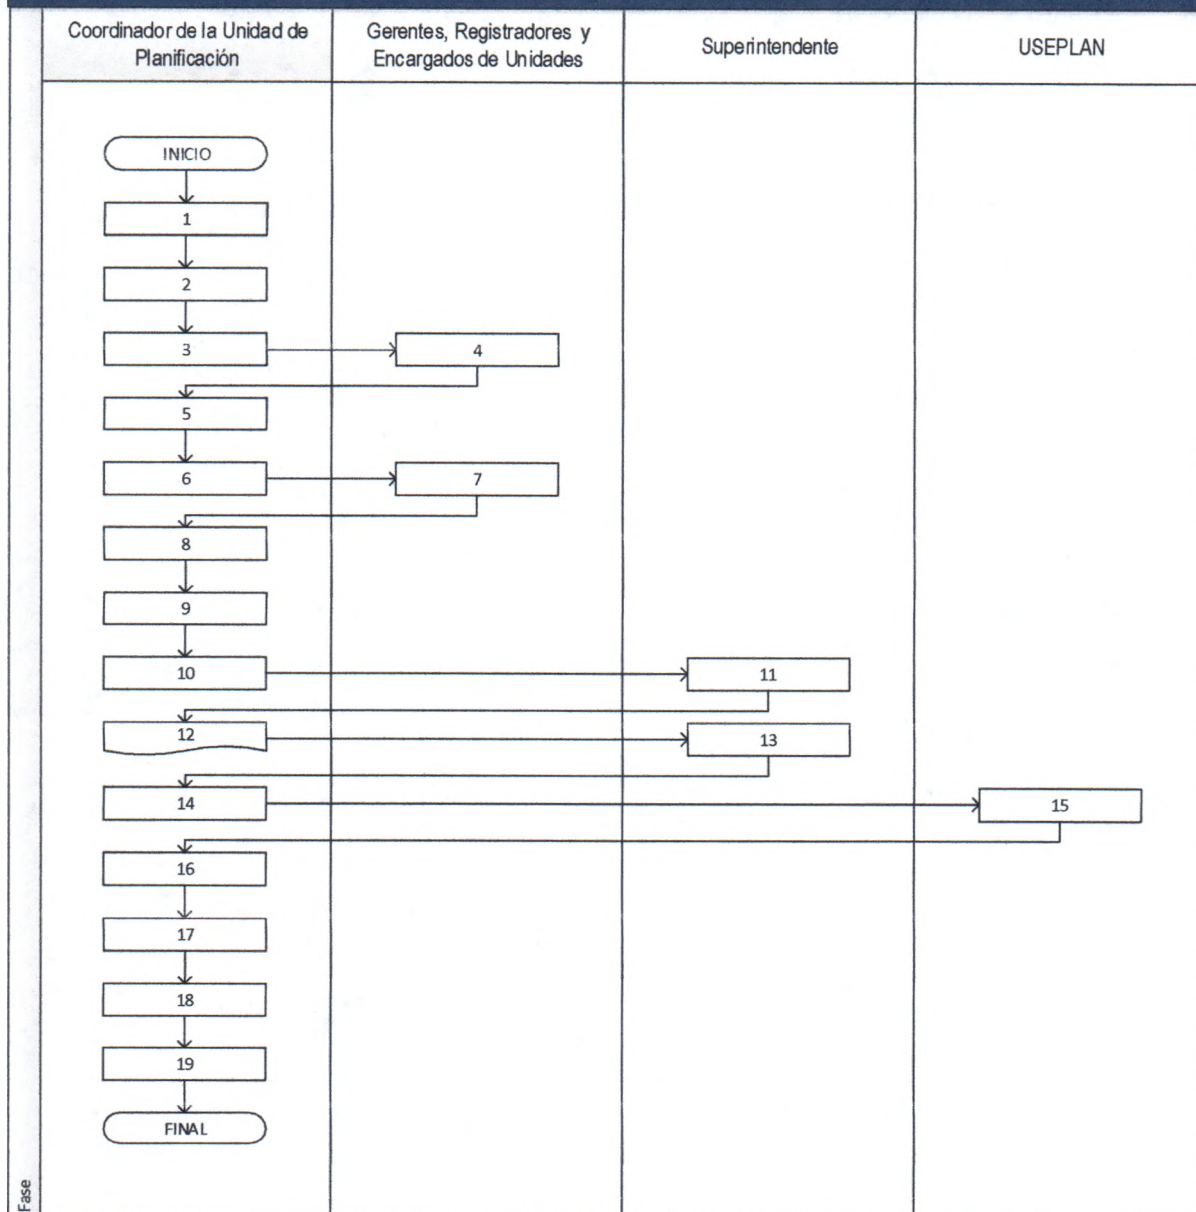 Coordinador de la Unidad de
Planificación
Gerentes, Registradores y
Encargados de Unidades
Superintendente
USEPLAN
INICIO
1
2
3
4
5
6
7
8
9
10
11
12
13
14
15
16
17
18
19
FINAL
Fase